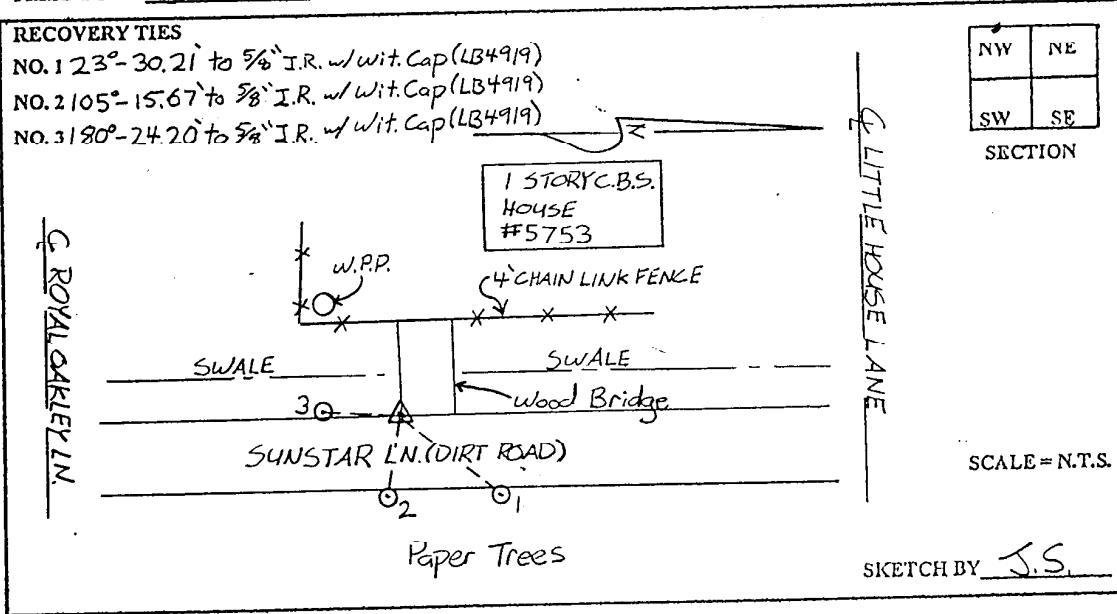 RECOVERY TIES
NO. 1 23°-30.21' to 5/8" I.R. w/ Wit. Cap (LB4919)
NO. 2 105°-15.67' to 5/8" I.R. w/ Wit. Cap (LB4919)
NO. 3 180°-24.20' to 5/8" I.R. w/ Wit. Cap (LB4919)
NW NE
SW SE
SECTION
N
1 STORY C.B.S.
HOUSE
#5753
℄ ROYAL OAKLEY LN.
℄ LITTLE HOUSE LANE
W.P.P.
4' CHAIN LINK FENCE
SWALE SWALE
Wood Bridge
3
SUNSTAR LN. (DIRT ROAD)
SCALE = N.T.S.
2 1
Paper Trees
SKETCH BY J.S.